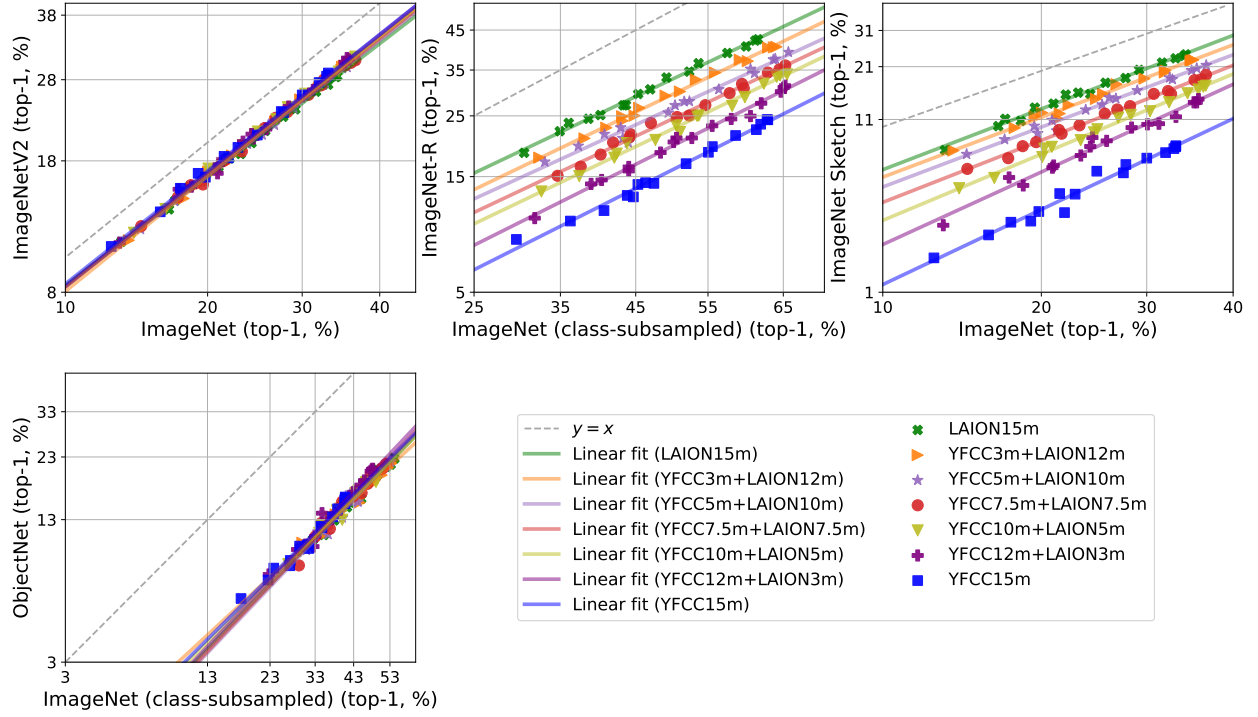 38
28
18
8
10
20
30
40
ImageNetV2 (top-1, %)
ImageNet (top-1, %)
45
35
25
15
5
25
35
45
55
65
ImageNet-R (top-1, %)
ImageNet (class-subsampled) (top-1, %)
31
21
11
1
10
20
30
40
ImageNet Sketch (top-1, %)
ImageNet (top-1, %)
33
23
13
3
3
13
23
33
43
53
ObjectNet (top-1, %)
ImageNet (class-subsampled) (top-1, %)
y = x
Linear fit (LAION15m)
Linear fit (YFCC3m+LAION12m)
Linear fit (YFCC5m+LAION10m)
Linear fit (YFCC7.5m+LAION7.5m)
Linear fit (YFCC10m+LAION5m)
Linear fit (YFCC12m+LAION3m)
Linear fit (YFCC15m)
LAION15m
YFCC3m+LAION12m
YFCC5m+LAION10m
YFCC7.5m+LAION7.5m
YFCC10m+LAION5m
YFCC12m+LAION3m
YFCC15m